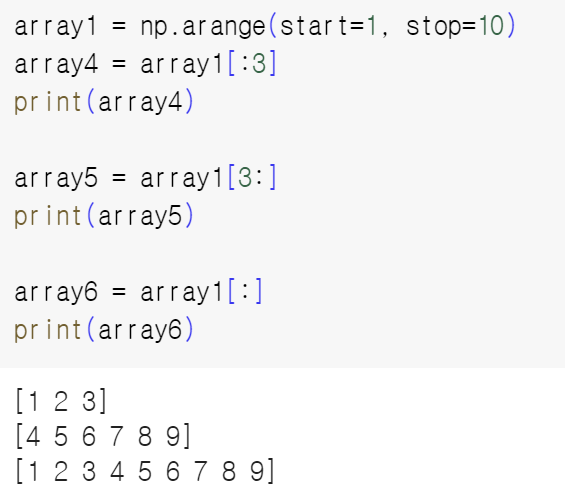 array1 = np.arange(start=1, stop=10)
array4 = array1[:3]
print(array4)
array5 = array1[3:]
print(array5)
array6 = array1[:]
print(array6)
[1 2 3]
[4 5 6 7 8 9]
[1 2 3 4 5 6 7 8 9]